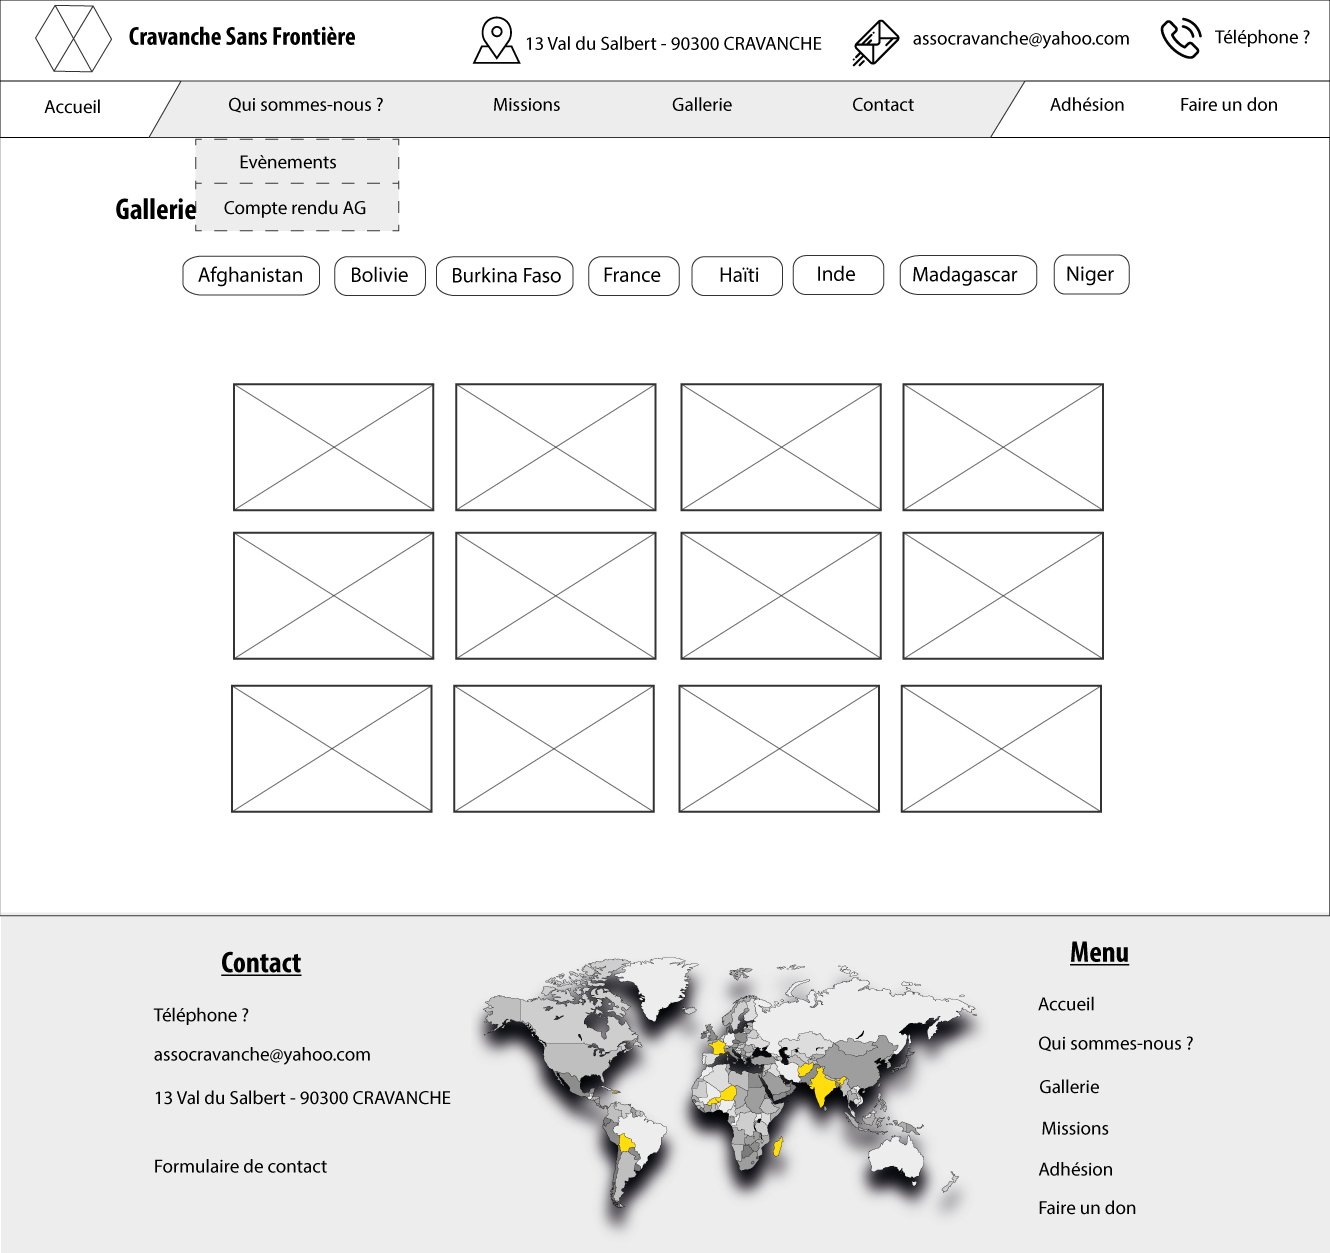 Cravanche Sans Frontière
13 Val du Salbert - 90300 CRAVANCHE
assocravanche@yahoo.com
Téléphone ?
Accueil
Qui sommes-nous ?
Missions
Gallerie
Contact
Adhésion
Faire un don
Evènements
Compte rendu AG
Gallerie
Afghanistan
Bolivie
Burkina Faso
France
Haïti
Inde
Madagascar
Niger
Contact
Téléphone ?
assocravanche@yahoo.com
13 Val du Salbert - 90300 CRAVANCHE
Formulaire de contact
Menu
Accueil
Qui sommes-nous ?
Gallerie
Missions
Adhésion
Faire un don